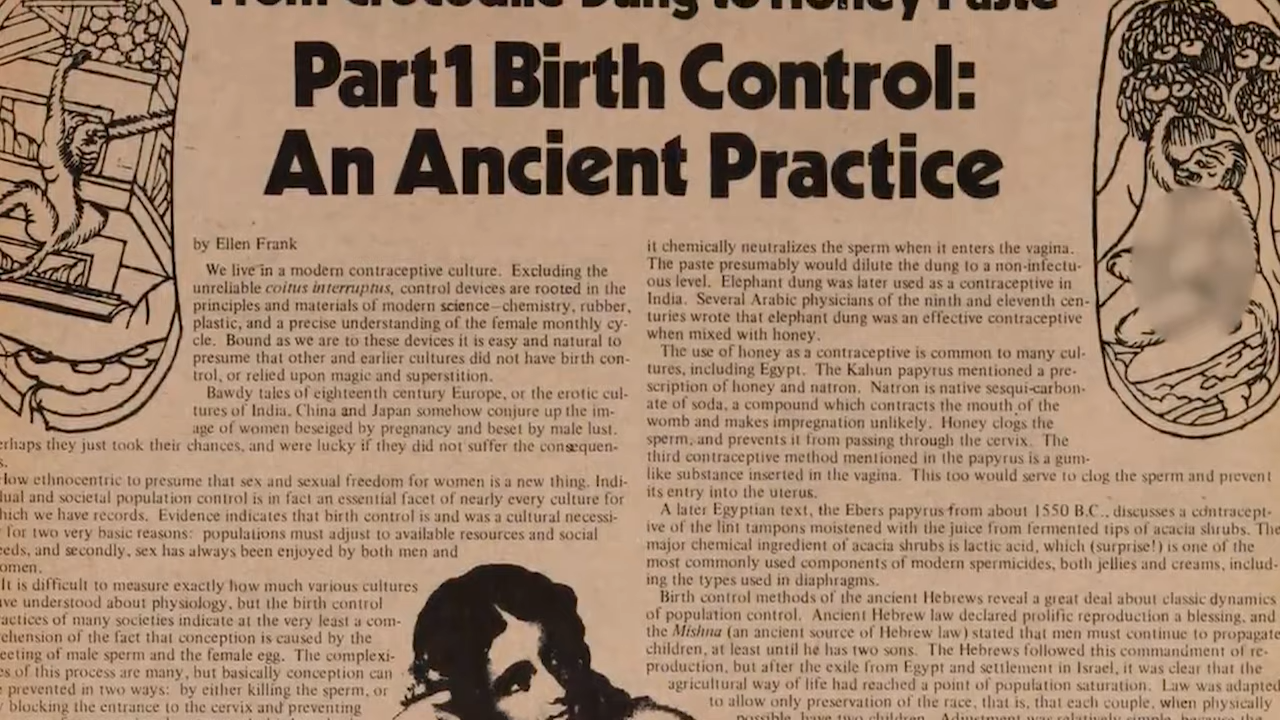 From Crocodile Dung to Honey Paste
Part 1 Birth Control:
An Ancient Practice
by Ellen Frank
We live in a modern contraceptive culture. Excluding the
unreliable coitus interruptus, control devices are rooted in the
principles and materials of modern science—chemistry, rubber,
plastic, and a precise understanding of the female monthly cy-
cle. Bound as we are to these devices it is easy and natural to
presume that other and earlier cultures did not have birth con-
trol, or relied upon magic and superstition.
Bawdy tales of eighteenth century Europe, or the erotic cul-
tures of India, China and Japan somehow conjure up the im-
age of women beseiged by pregnancy and beset by male lust.
erhaps they just took their chances, and were lucky if they did not suffer the consequen-
s.
How ethnocentric to presume that sex and sexual freedom for women is a new thing. Indi-
dual and societal population control is in fact an essential facet of nearly every culture for
hich we have records. Evidence indicates that birth control is and was a cultural necessi-
for two very basic reasons: populations must adjust to available resources and social
eeds, and secondly, sex has always been enjoyed by both men and
omen.
It is difficult to measure exactly how much various cultures
ve understood about physiology, but the birth control
ractices of many societies indicate at the very least a com-
ehension of the fact that conception is caused by the
eeting of male sperm and the female egg. The complexi-
es of this process are many, but basically conception can
prevented in two ways: by either killing the sperm, or
blocking the entrance to the cervix and preventing
it chemically neutralizes the sperm when it enters the vagina.
The paste presumably would dilute the dung to a non-infectu-
ous level. Elephant dung was later used as a contraceptive in
India. Several Arabic physicians of the ninth and eleventh cen-
turies wrote that elephant dung was an effective contraceptive
when mixed with honey.
The use of honey as a contraceptive is common to many cul-
tures, including Egypt. The Kahun papyrus mentioned a pre-
scription of honey and natron. Natron is native sesqui-carbon-
ate of soda, a compound which contracts the mouth of the
womb and makes impregnation unlikely. Honey clogs the
sperm, and prevents it from passing through the cervix. The
third contraceptive method mentioned in the papyrus is a gum-
like substance inserted in the vagina. This too would serve to clog the sperm and prevent
its entry into the uterus.
A later Egyptian text, the Ebers papyrus from about 1550 B.C., discusses a contracept-
ive of the lint tampons moistened with the juice from fermented tips of acacia shrubs. The
major chemical ingredient of acacia shrubs is lactic acid, which (surprise!) is one of the
most commonly used components of modern spermicides, both jellies and creams, includ-
ing the types used in diaphragms.
Birth control methods of the ancient Hebrews reveal a great deal about classic dynamics
of population control. Ancient Hebrew law declared prolific reproduction a blessing, and
the Mishna (an ancient source of Hebrew law) stated that men must continue to propagate
children, at least until he has two sons. The Hebrews followed this commandment of re-
production, but after the exile from Egypt and settlement in Israel, it was clear that the
agricultural way of life had reached a point of population saturation. Law was adapted
to allow only preservation of the race, that is, that each couple, when physically
possible, have two children. Adjustment was relatively simple